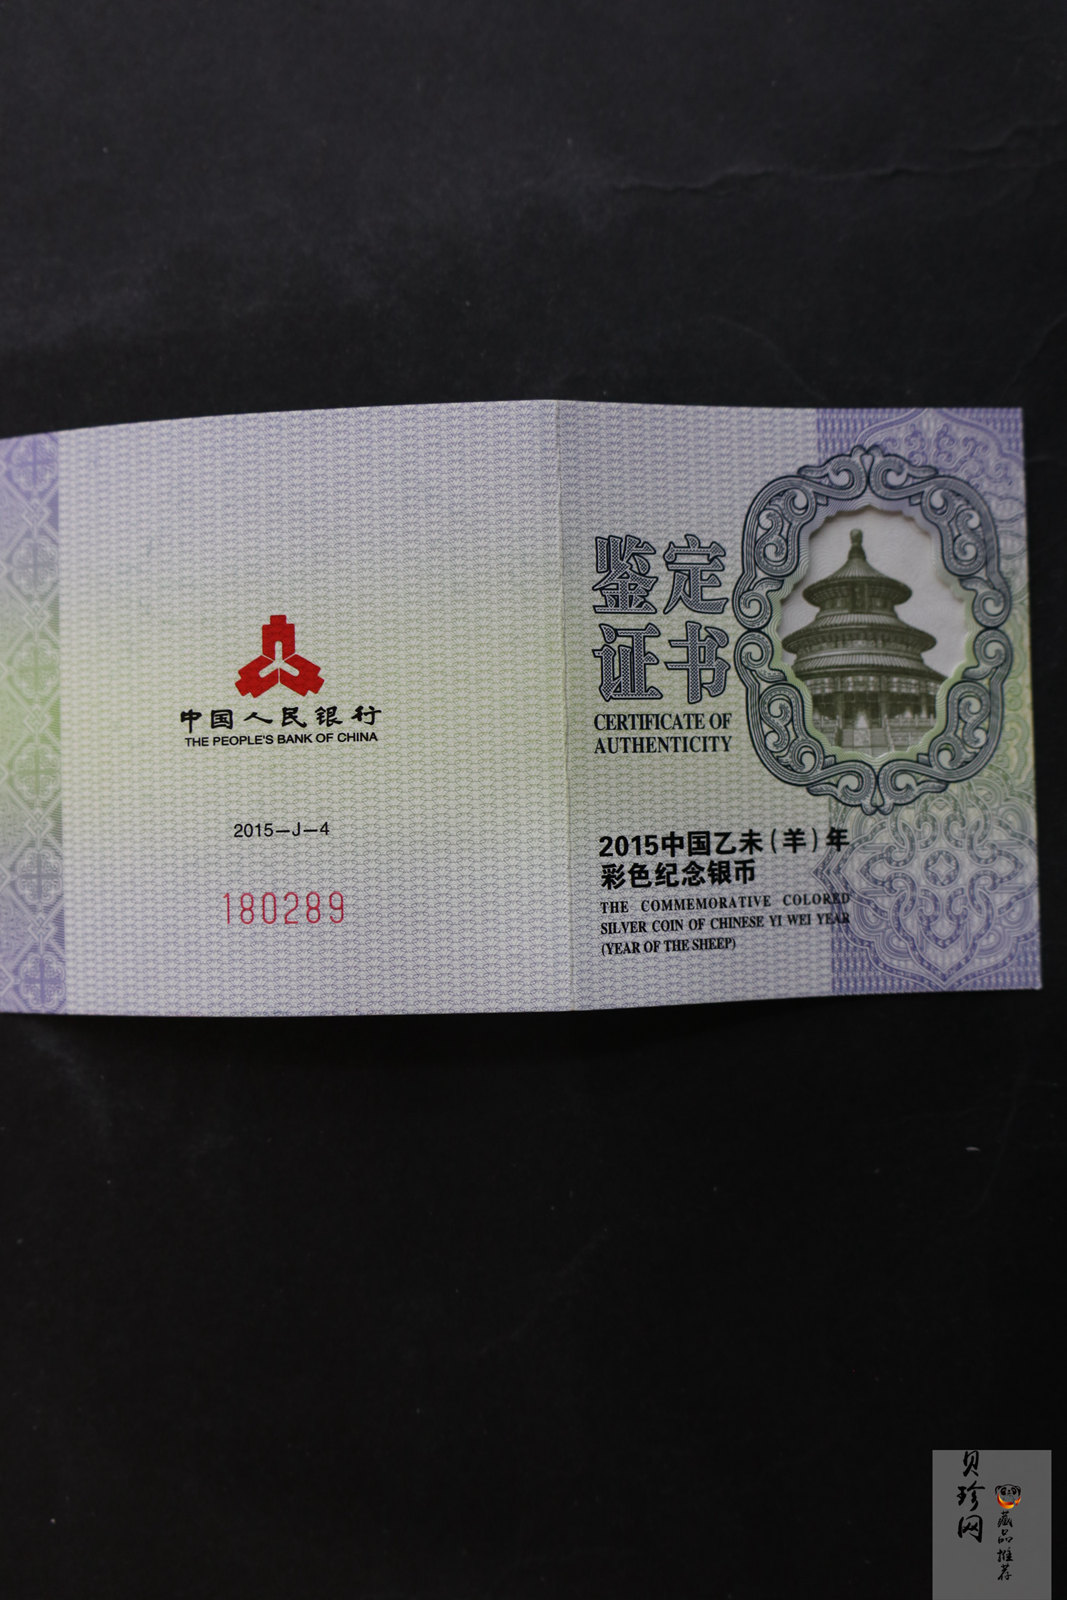 中国人民银行
THE PEOPLE'S BANK OF CHINA
2015—J—4
180289
鉴定
证书
CERTIFICATE OF
AUTHENTICITY
2015中国乙未（羊）年
彩色纪念银币
THE COMMEMORATIVE COLORED
SILVER COIN OF CHINESE YI WEI YEAR
(YEAR OF THE SHEEP)
贝珍网
藏品推荐